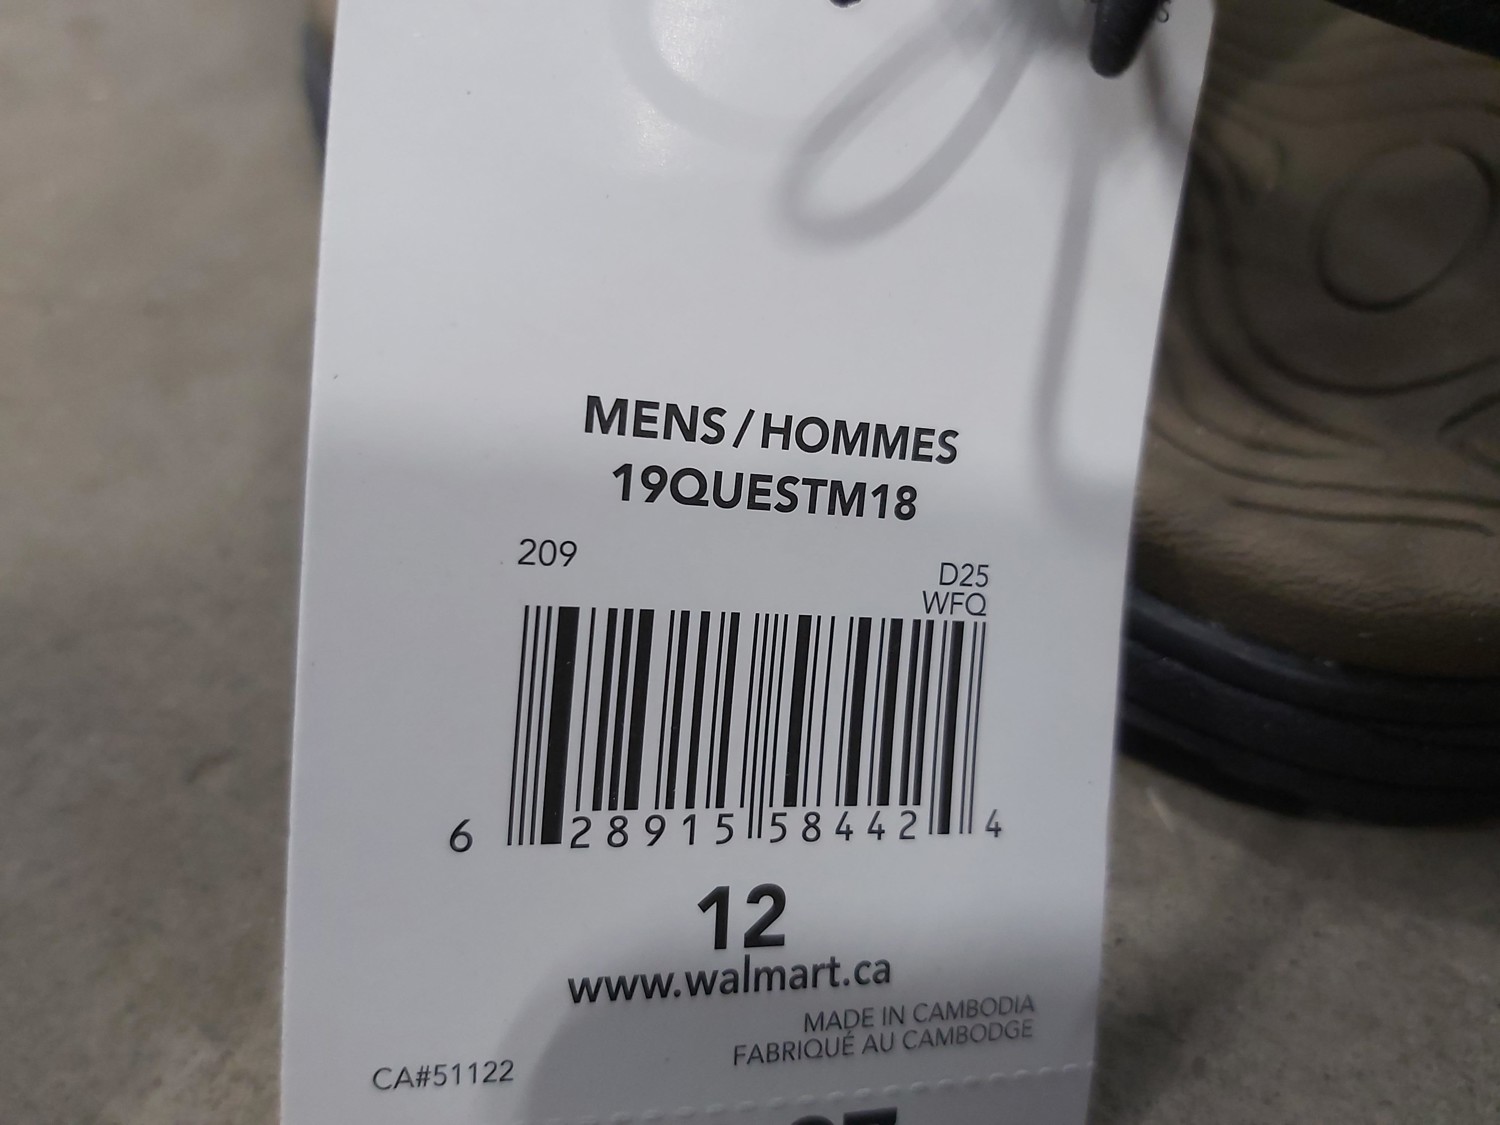 MENS/HOMMES
19QUESTM18
209
D25
WFQ
6 28915 58442 4
12
www.walmart.ca
MADE IN CAMBODIA
FABRIQUÉ AU CAMBODGE
CA#51122